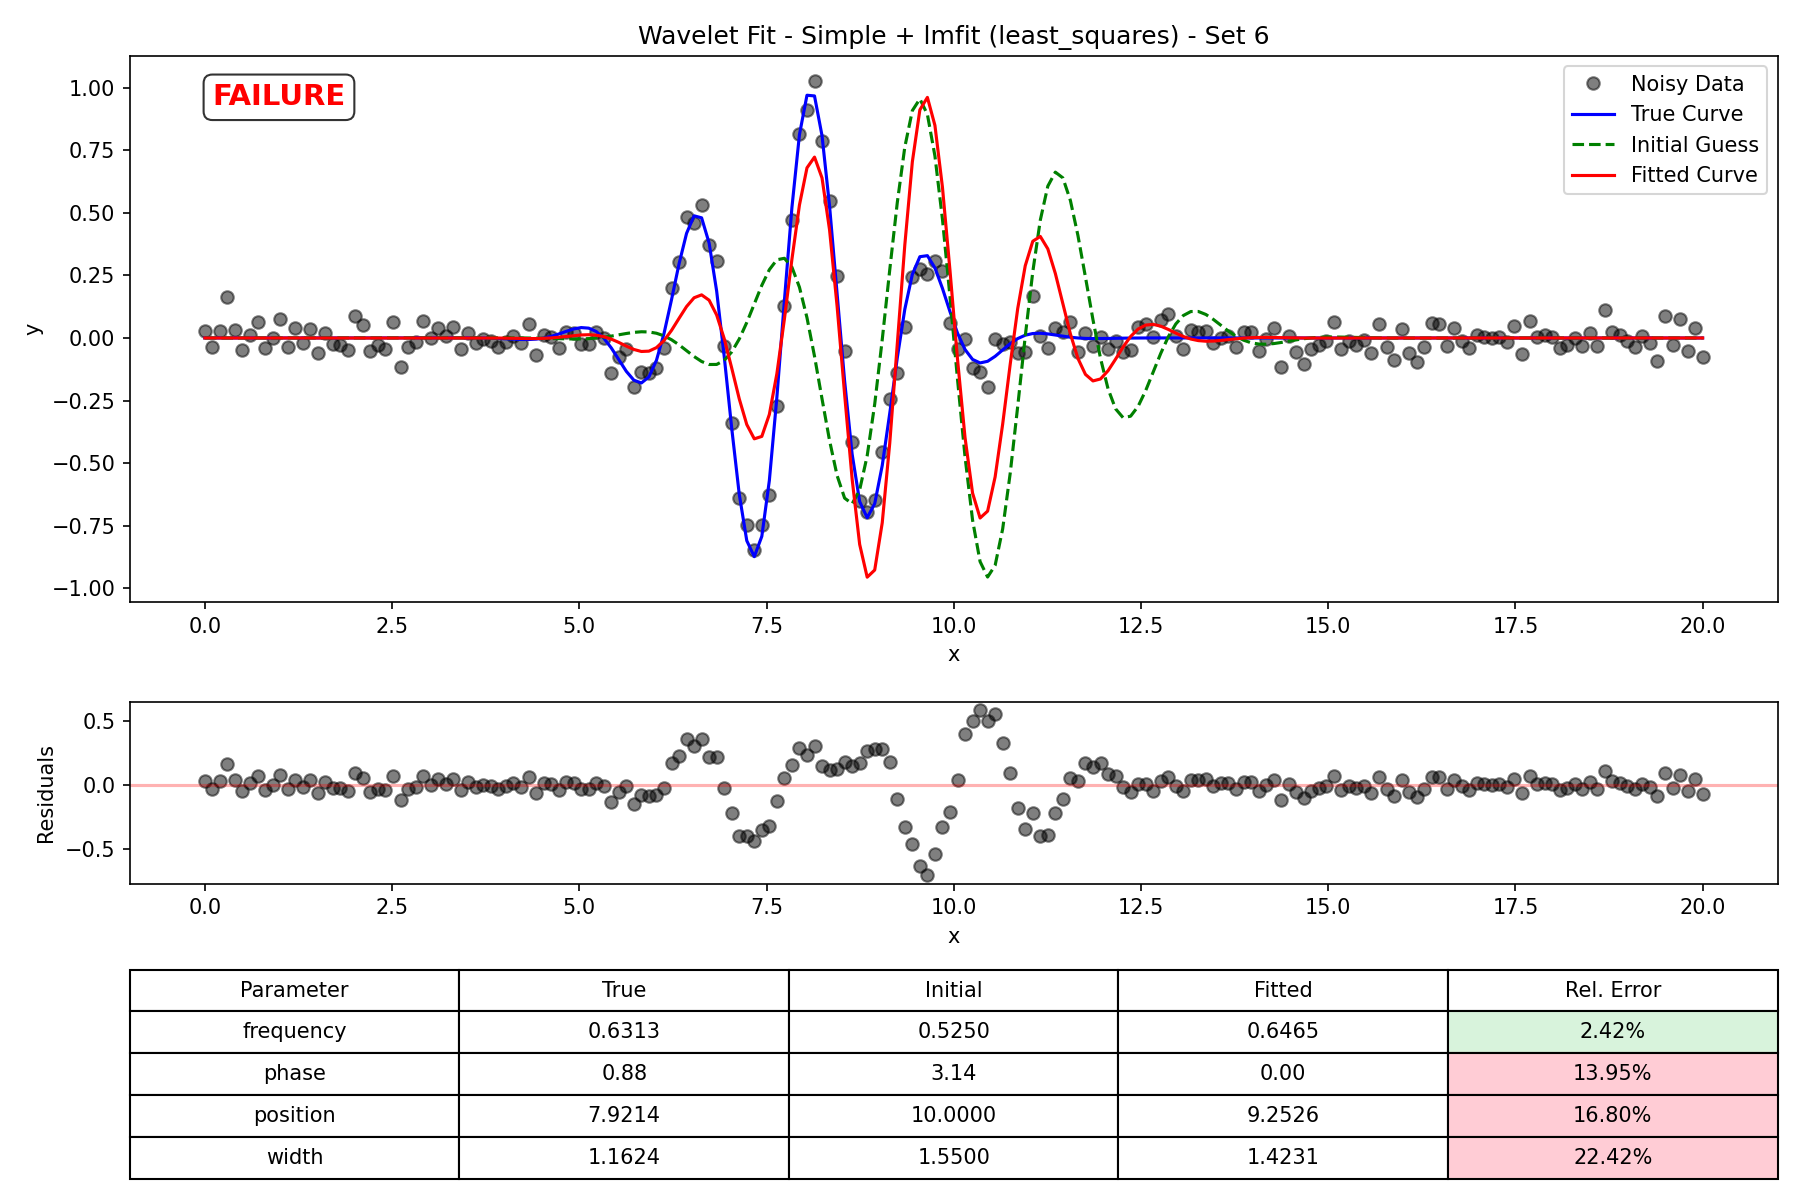 Wavelet Fit - Simple + lmfit (least_squares) - Set 6
FAILURE
Noisy Data
True Curve
Initial Guess
Fitted Curve
1.00
0.75
0.50
0.25
0.00
−0.25
−0.50
−0.75
−1.00
y
0.0 2.5 5.0 7.5 10.0 12.5 15.0 17.5 20.0
x
0.5
0.0
−0.5
Residuals
0.0 2.5 5.0 7.5 10.0 12.5 15.0 17.5 20.0
x
Parameter True Initial Fitted Rel. Error
frequency 0.6313 0.5250 0.6465 2.42%
phase 0.88 3.14 0.00 13.95%
position 7.9214 10.0000 9.2526 16.80%
width 1.1624 1.5500 1.4231 22.42%